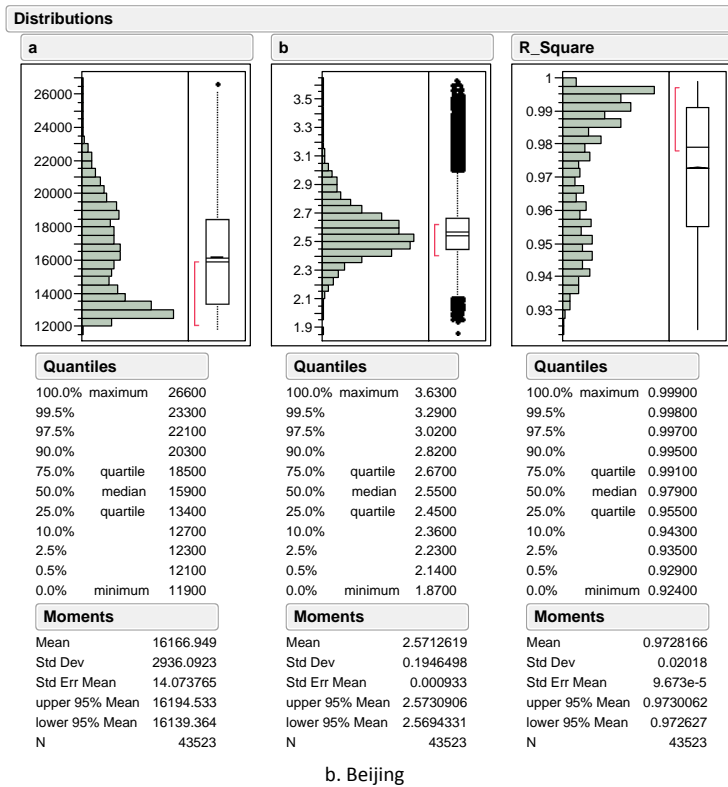 Distributions
a
26000
24000
22000
20000
18000
16000
14000
12000
Quantiles
100.0% maximum 26600
99.5% 23300
97.5% 22100
90.0% 20300
75.0% quartile 18500
50.0% median 15900
25.0% quartile 13400
10.0% 12700
2.5% 12300
0.5% 12100
0.0% minimum 11900
Moments
Mean 16166.949
Std Dev 2936.0923
Std Err Mean 14.073765
upper 95% Mean 16194.533
lower 95% Mean 16139.364
N 43523
b
3.5
3.3
3.1
2.9
2.7
2.5
2.3
2.1
1.9
Quantiles
100.0% maximum 3.6300
99.5% 3.2900
97.5% 3.0200
90.0% 2.8200
75.0% quartile 2.6700
50.0% median 2.5500
25.0% quartile 2.4500
10.0% 2.3600
2.5% 2.2300
0.5% 2.1400
0.0% minimum 1.8700
Moments
Mean 2.5712619
Std Dev 0.1946498
Std Err Mean 0.000933
upper 95% Mean 2.5730906
lower 95% Mean 2.5694331
N 43523
R_Square
1
0.99
0.98
0.97
0.96
0.95
0.94
0.93
Quantiles
100.0% maximum 0.99900
99.5% 0.99800
97.5% 0.99700
90.0% 0.99500
75.0% quartile 0.99100
50.0% median 0.97900
25.0% quartile 0.95500
10.0% 0.94300
2.5% 0.93500
0.5% 0.92900
0.0% minimum 0.92400
Moments
Mean 0.9728166
Std Dev 0.02018
Std Err Mean 9.673e-5
upper 95% Mean 0.9730062
lower 95% Mean 0.972627
N 43523
b. Beijing